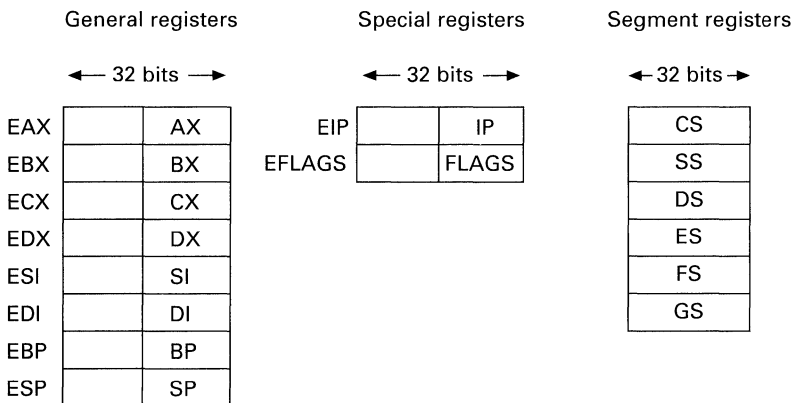 General registers Special registers Segment registers
32 bits 32 bits 32 bits
EAX AX EIP IP CS
EBX BX EFLAGS FLAGS SS
ECX CX DS
EDX DX ES
ESI SI FS
EDI DI GS
EBP BP
ESP SP